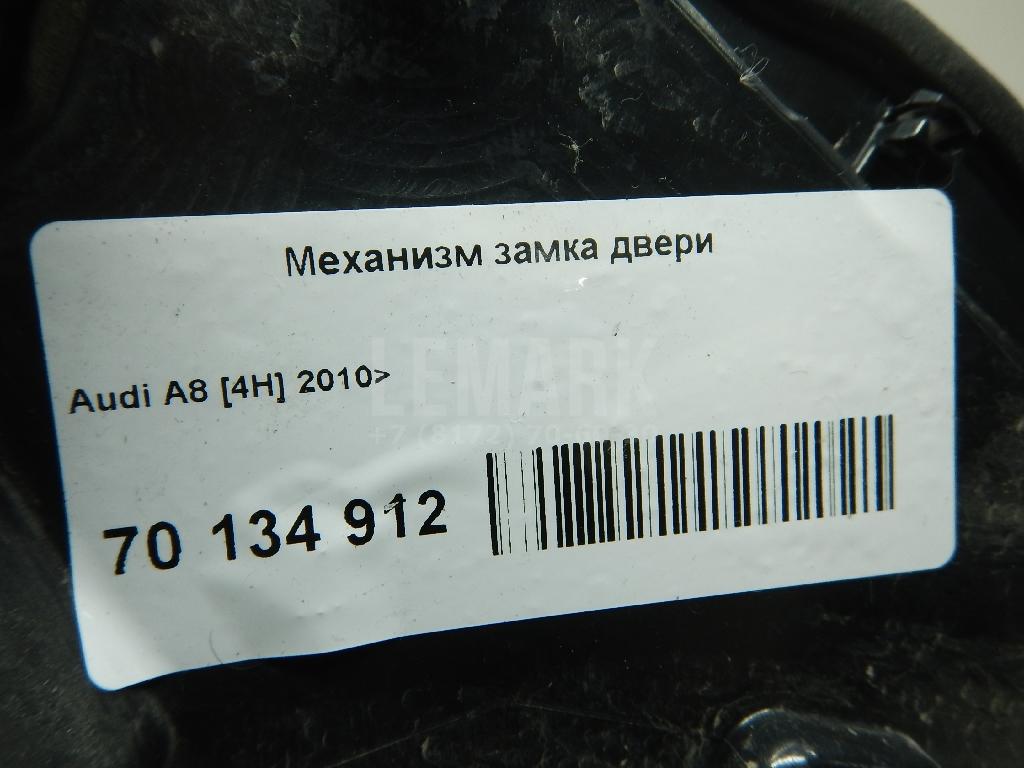 Механизм замка двери
Audi A8 [4H] 2010>
LEMARK
70 134 912